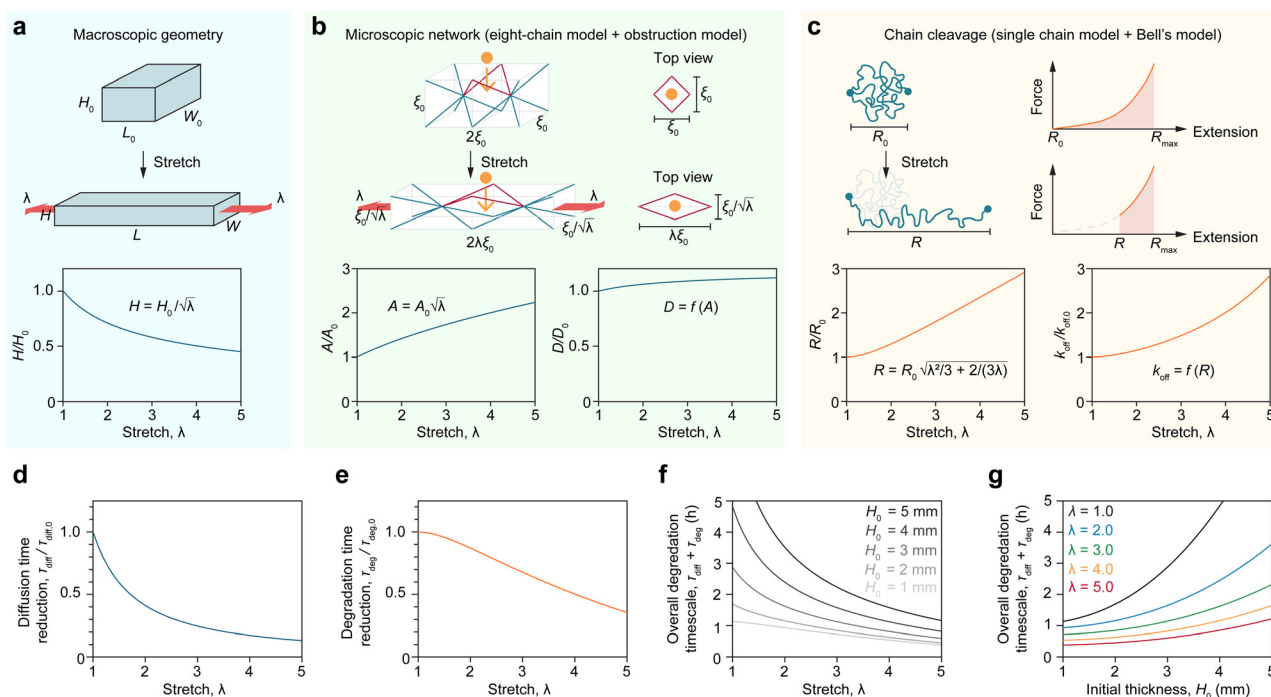 a
Macroscopic geometry
H₀
W₀
L₀
Stretch
λ
λ
H
W
L
H/H₀
1.0
0.5
0
H = H₀/√λ
1 2 3 4 5
Stretch, λ
b
Microscopic network (eight-chain model + obstruction model)
ξ₀
ξ₀
2ξ₀
Top view
ξ₀
ξ₀
Stretch
λ
λ
ξ₀/√λ
ξ₀/√λ
2λξ₀
Top view
ξ₀/√λ
λξ₀
A/A₀
3
2
1
0
A = A₀√λ
1 2 3 4 5
Stretch, λ
D/D₀
1.0
0.5
0
D = f (A)
1 2 3 4 5
Stretch, λ
c
Chain cleavage (single chain model + Bell's model)
R₀
Stretch
R
Force
R₀
Rmax
Extension
Force
R
Rmax
Extension
R/R₀
3
2
1
0
R = R₀ √λ²/3 + 2/(3λ)
1 2 3 4 5
Stretch, λ
koff/koff,0
3
2
1
0
koff = f (R)
1 2 3 4 5
Stretch, λ
d
Diffusion time
reduction, τdiff / τdiff,0
1.0
0.5
0
1 2 3 4 5
Stretch, λ
e
Degradation time
reduction, τdeg / τdeg,0
1.0
0.5
0
1 2 3 4 5
Stretch, λ
f
Overall degredation
timescale, τdiff + τdeg (h)
5
4
3
2
1
0
H₀ = 5 mm
H₀ = 4 mm
H₀ = 3 mm
H₀ = 2 mm
H₀ = 1 mm
1 2 3 4 5
Stretch, λ
g
Overall degredation
timescale, τdiff + τdeg (h)
5
4
3
2
1
0
λ = 1.0
λ = 2.0
λ = 3.0
λ = 4.0
λ = 5.0
1 2 3 4 5
Initial thickness, H₀ (mm)